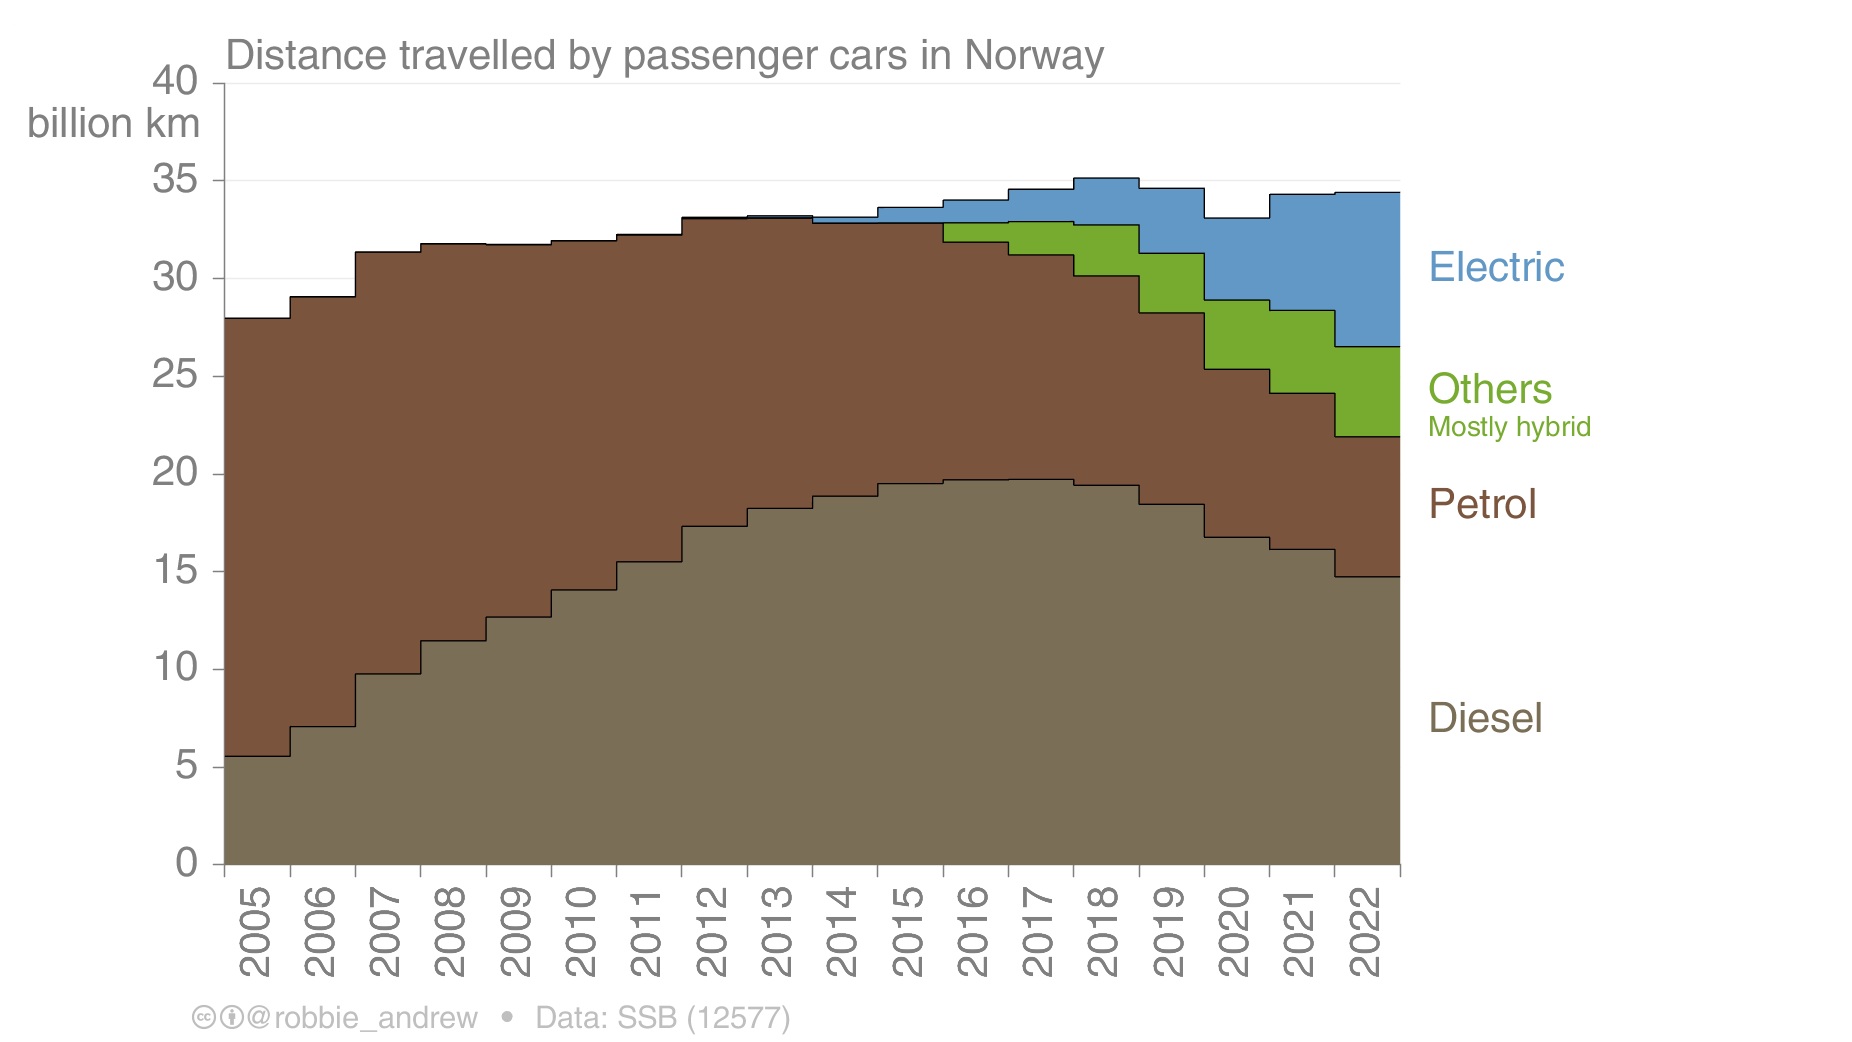 Distance travelled by passenger cars in Norway
40
billion km
35
30
25
20
15
10
5
0
Electric
Others
Mostly hybrid
Petrol
Diesel
2005 2006 2007 2008 2009 2010 2011 2012 2013 2014 2015 2016 2017 2018 2019 2020 2021 2022
cc @robbie_andrew • Data: SSB (12577)